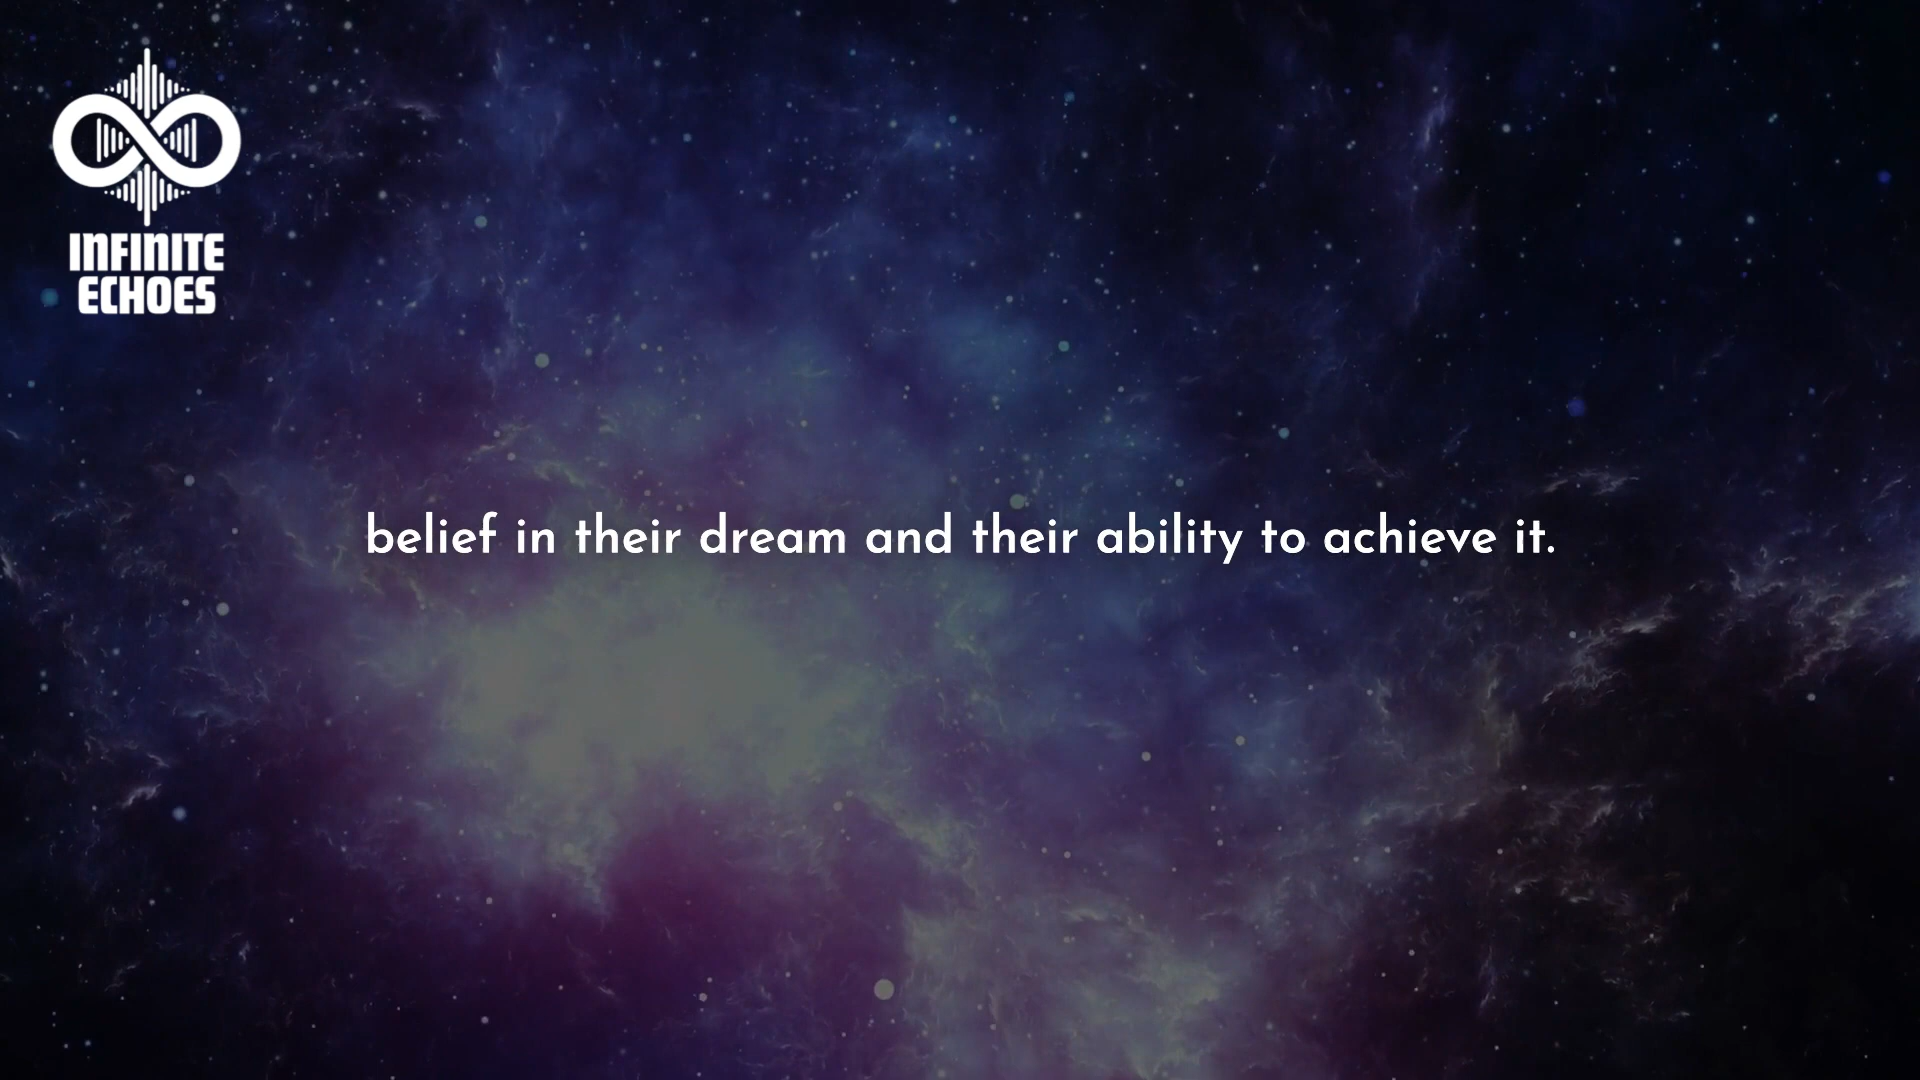 INFINITE
ECHOES
belief in their dream and their ability to achieve it.